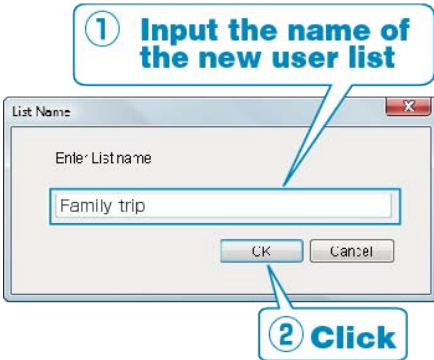 ① Input the name of
the new user list
List Name
Enter List name
Family trip
OK Cancel
② Click